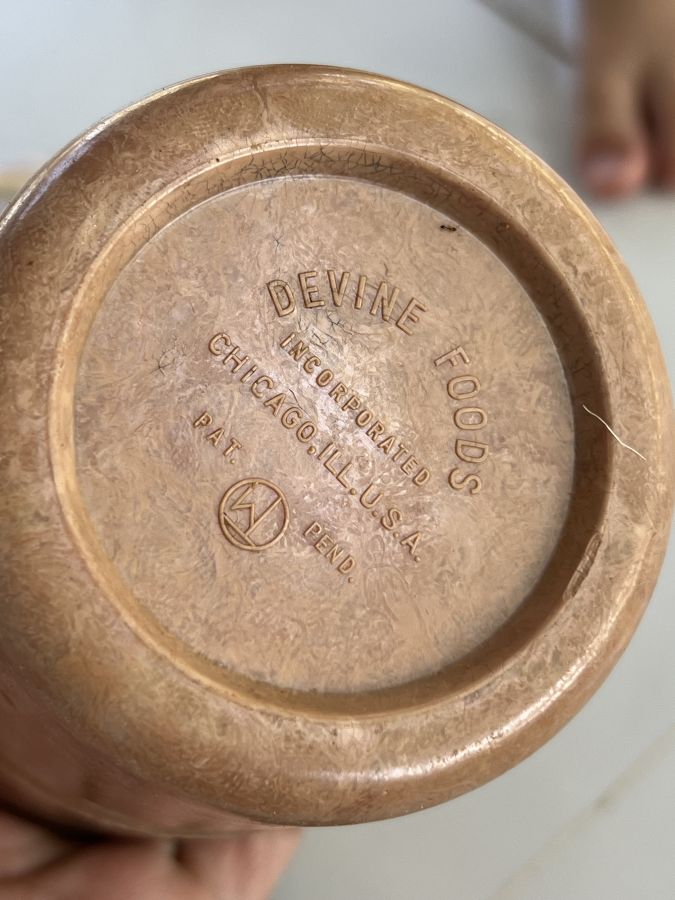 DEVINE FOODS
INCORPORATED
CHICAGO, ILL. U.S.A.
PAT. PEND.